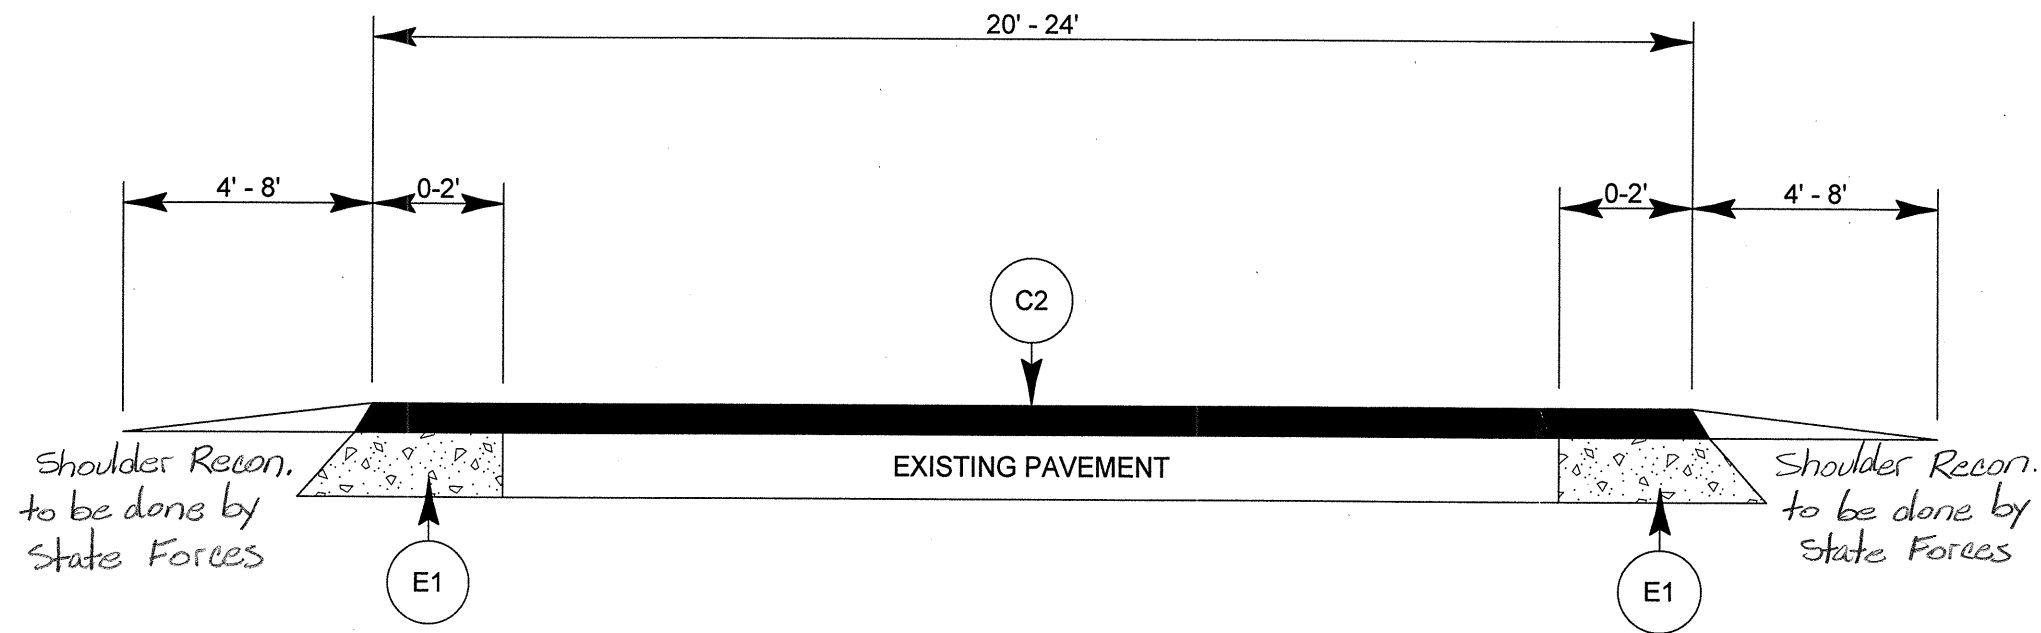 20' - 24'
4' - 8'
0-2'
0-2'
4' - 8'
C2
EXISTING PAVEMENT
Shoulder Recon.
to be done by
State Forces
Shoulder Recon.
to be done by
State Forces
E1
E1